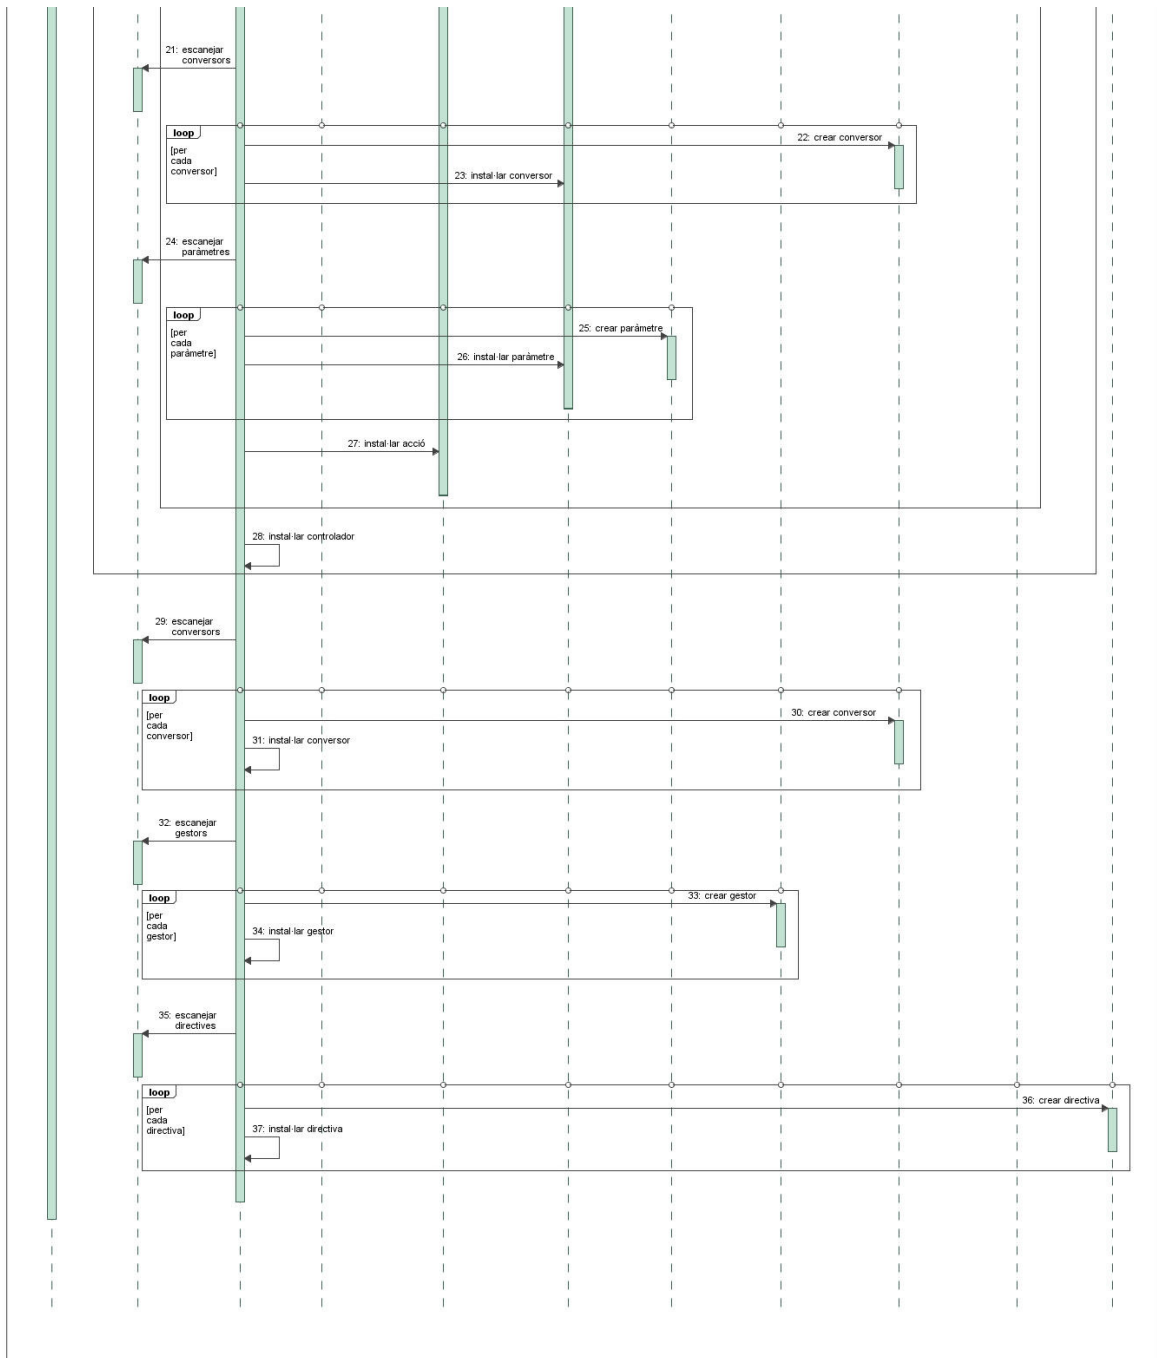 21: escanejar
conversors
loop
[per
cada
conversor]
22: crear conversor
23: instal·lar conversor
24: escanejar
paràmetres
loop
[per
cada
paràmetre]
25: crear paràmetre
26: instal·lar paràmetre
27: instal·lar acció
28: instal·lar controlador
29: escanejar
conversors
loop
[per
cada
conversor]
30: crear conversor
31: instal·lar conversor
32: escanejar
gestors
loop
[per
cada
gestor]
33: crear gestor
34: instal·lar gestor
35: escanejar
directives
loop
[per
cada
directiva]
36: crear directiva
37: instal·lar directiva